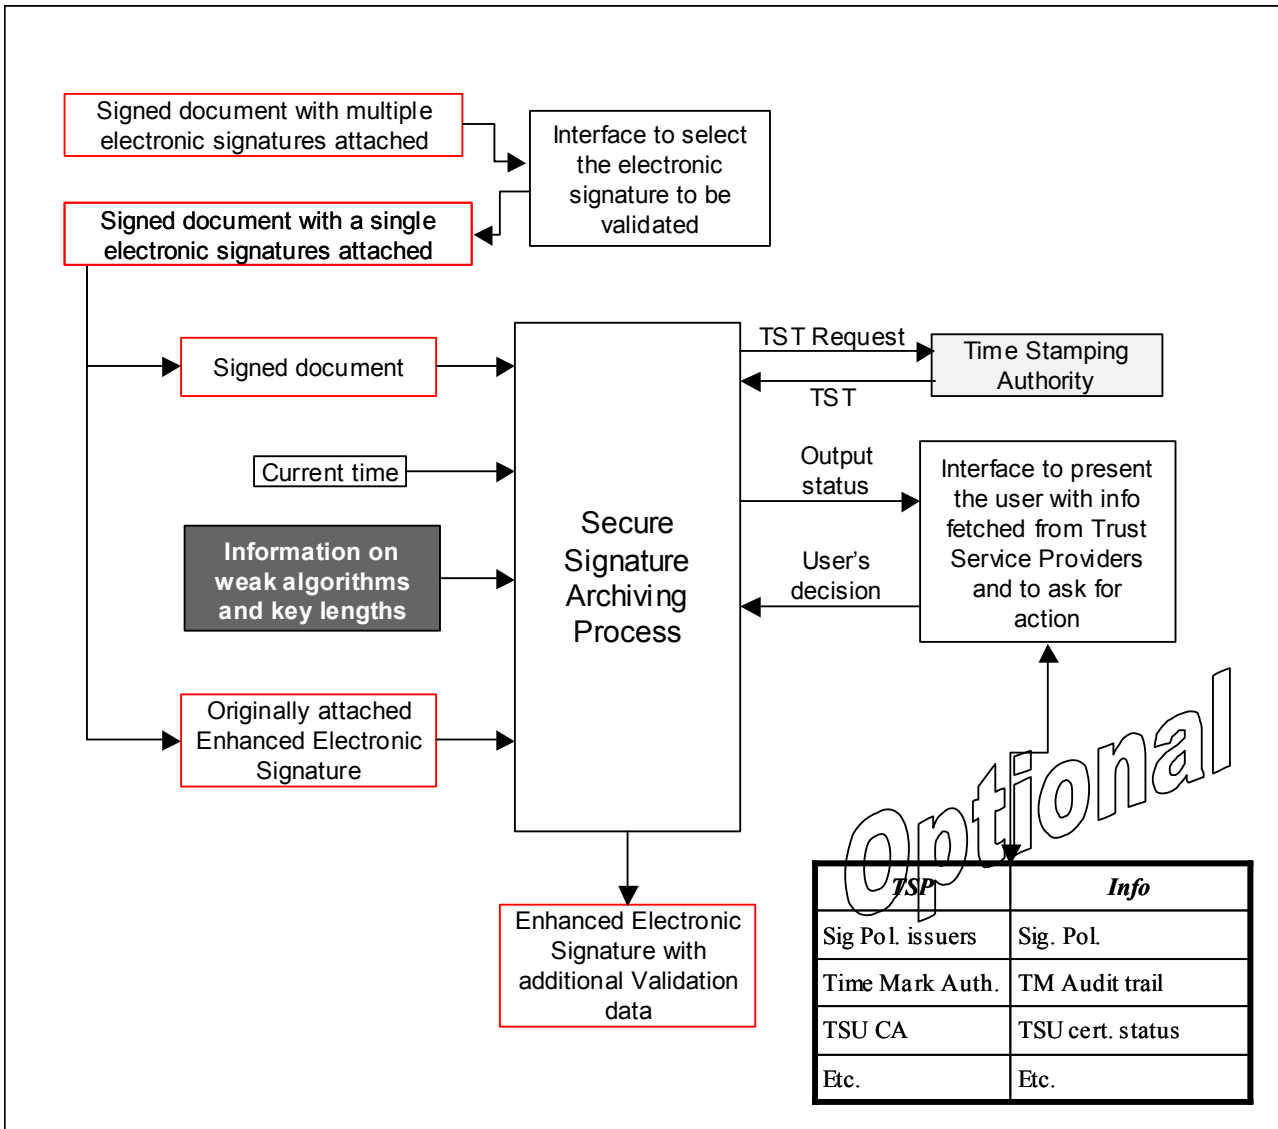 Signed document with multiple
electronic signatures attached
Interface to select
the electronic
signature to be
validated
Signed document with a single
electronic signatures attached
Signed document
Current time
Information on
weak algorithms
and key lengths
Originally attached
Enhanced Electronic
Signature
Secure
Signature
Archiving
Process
TST Request
TST
Time Stamping
Authority
Output
status
User's
decision
Interface to present
the user with info
fetched from Trust
Service Providers
and to ask for
action
Optional
Enhanced Electronic
Signature with
additional Validation
data
TSP Info
Sig Pol. issuers Sig. Pol.
Time Mark Auth. TM Audit trail
TSU CA TSU cert. status
Etc. Etc.